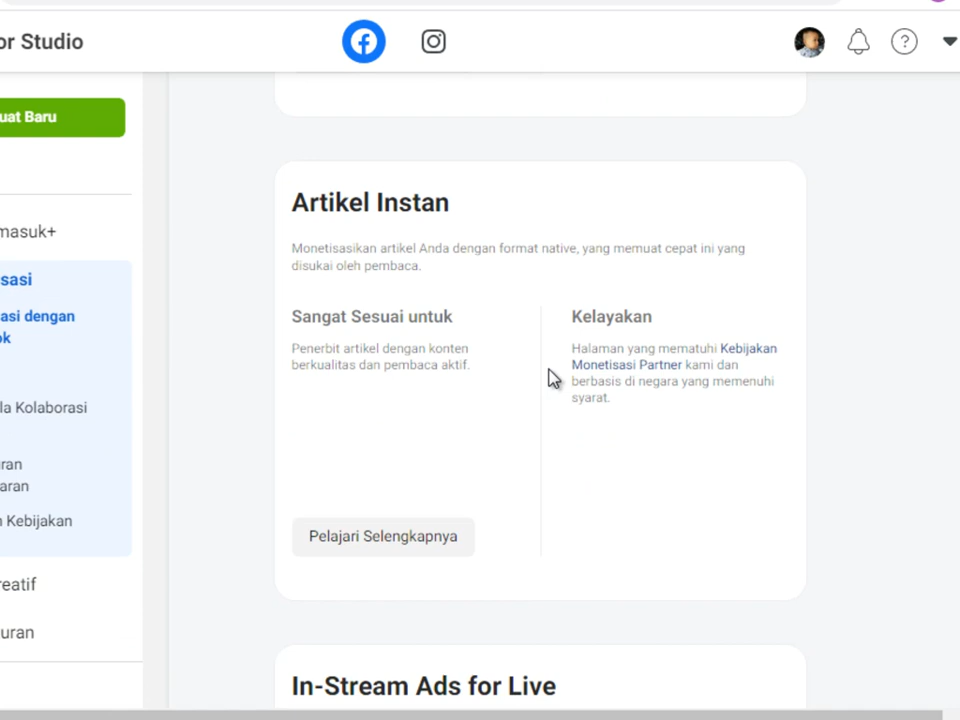 or Studio
uat Baru
masuk+
sasi
asi dengan
ok
la Kolaborasi
uran
aran
n Kebijakan
reatif
uran
Artikel Instan
Monetisasikan artikel Anda dengan format native, yang memuat cepat ini yang
disukai oleh pembaca.
Sangat Sesuai untuk
Penerbit artikel dengan konten
berkualitas dan pembaca aktif.
Pelajari Selengkapnya
Kelayakan
Halaman yang mematuhi Kebijakan
Monetisasi Partner kami dan
berbasis di negara yang memenuhi
syarat.
In-Stream Ads for Live